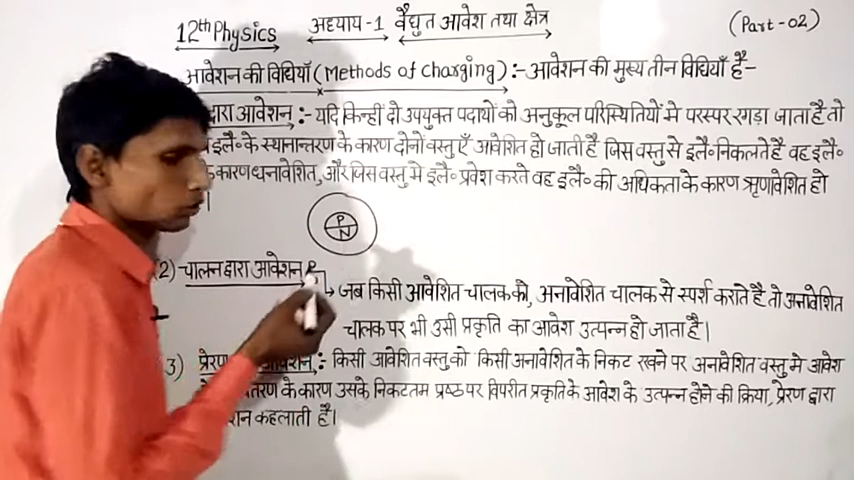 12th Physics अध्याय-1 वैद्युत आवेश तथा क्षेत्र (Part-02)
आवेशन की विधियाँ (Methods of Charging) :- आवेशन की मुख्य तीन विधियाँ हैं-
द्वारा आवेशन :- यदि किन्हीं दो उपयुक्त पदार्थो को अनुकूल परिस्थितियों मे परस्पर रगड़ा जाता है तो
इलै० के स्थानान्तरण के कारण दोनों वस्तुएँ आवेशित हो जाती है जिस वस्तु से इलै० निकलते है वह इलै०
के कारण धनावेशित, और जिस वस्तु मे इलै० प्रवेश करते वह इलै० की अधिकता के कारण ऋृणावेशित हो
P
N
(2) चालन द्वारा आवेशन
जब किसी आवेशित चालक को, अनावेशित चालक से स्पर्श कराते है तो अनावेशित
चालक पर भी उसी प्रकृति का आवेश उत्पन्न हो जाता है।
3) प्रेरण आवेशन :- किसी आवेशित वस्तु को किसी अनावेशित के निकट रखने पर अनावेशित वस्तु मे आवेश
के कारण उसके निकटतम प्रष्ठ पर विपरीत प्रकृति के आवेश के उत्पन्न होने की क्रिया, प्रेरण द्वारा
कहलाती है।